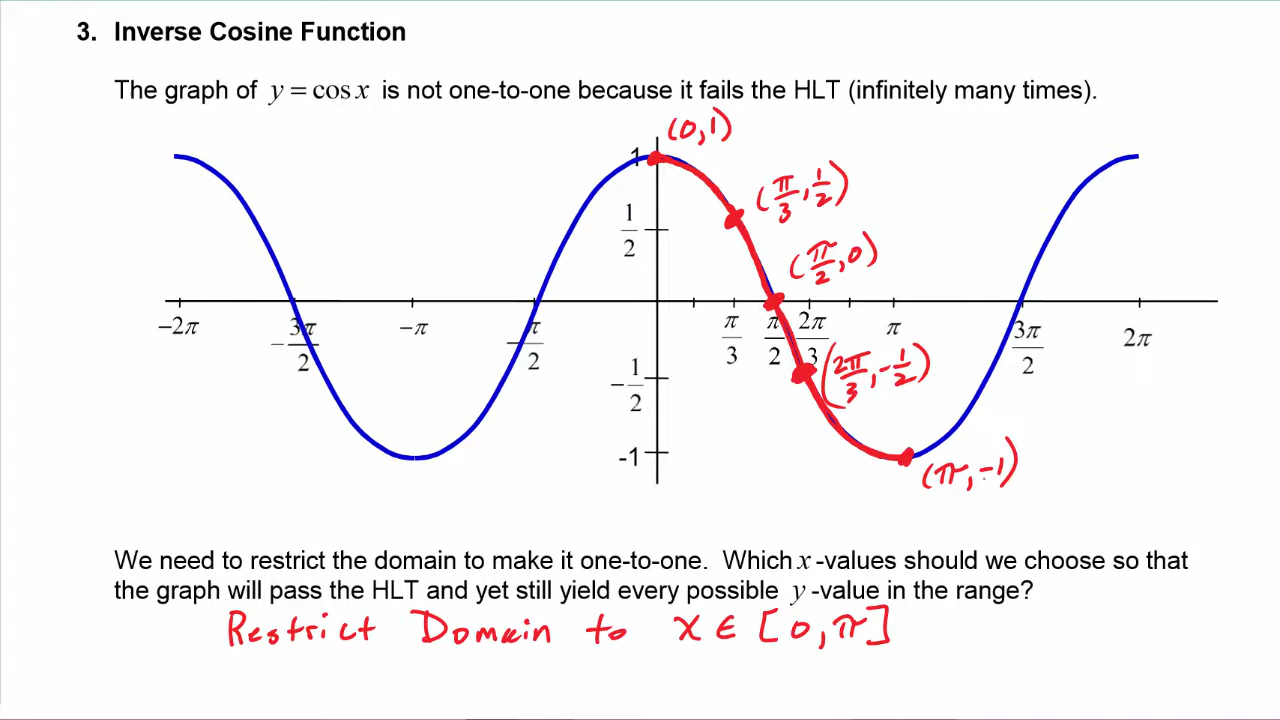 3. Inverse Cosine Function
The graph of y = cos x is not one-to-one because it fails the HLT (infinitely many times).
(0,1)
1
(π/3, 1/2)
1/2
(π/2, 0)
−2π −3π/2 −π −π/2 π/3 π/2 2π/3 π 3π/2 2π
(2π/3, -1/2)
−1/2
-1
(π, -1)
We need to restrict the domain to make it one-to-one. Which x-values should we choose so that
the graph will pass the HLT and yet still yield every possible y-value in the range?
Restrict Domain to x ∈ [0, π]